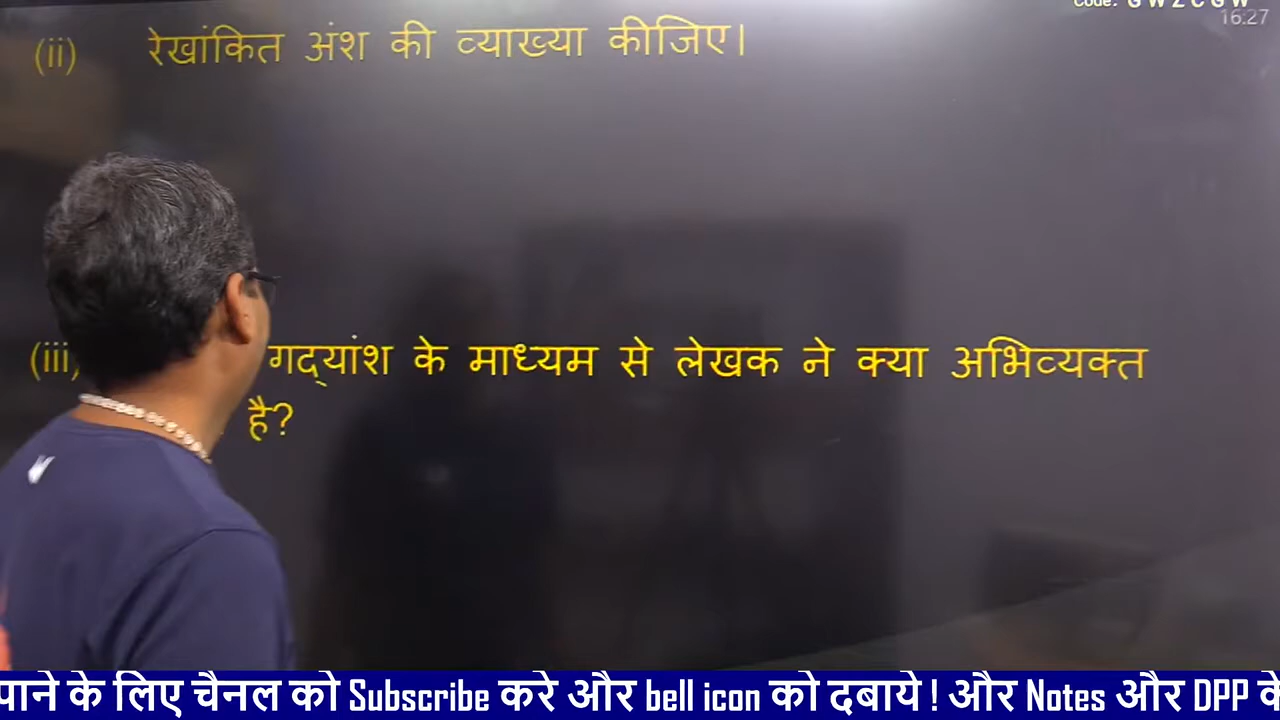 Code: G W Z C G W
16:27
(ii) रेखांकित अंश की व्याख्या कीजिए।
(iii) गद्यांश के माध्यम से लेखक ने क्या अभिव्यक्त
है?
पाने के लिए चैनल को Subscribe करे और bell icon को दबाये ! और Notes और DPP के